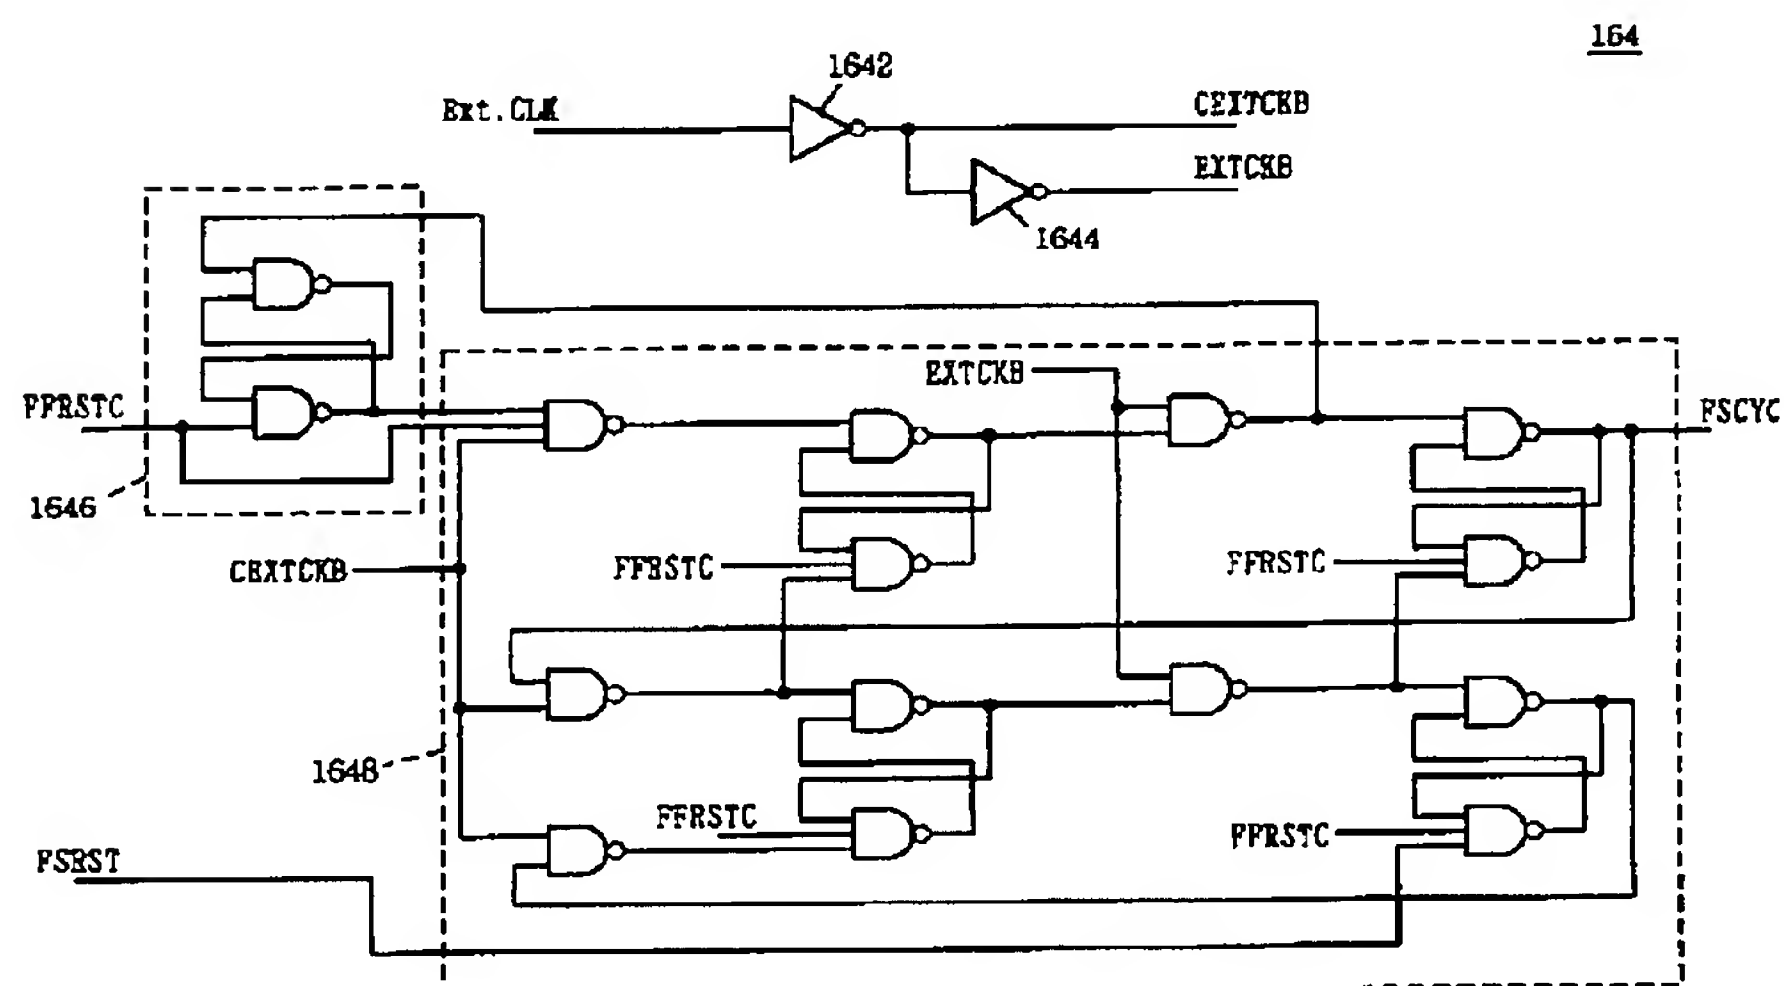 164
1642
Ext.CLK
CEXTCKB
EXTCKB
1644
EXTCKB
FFRSTC
FSCYC
1646
CEXTCKB
FFRSTC
FFRSTC
1648
FFRSTC
FFRSTC
FSRST